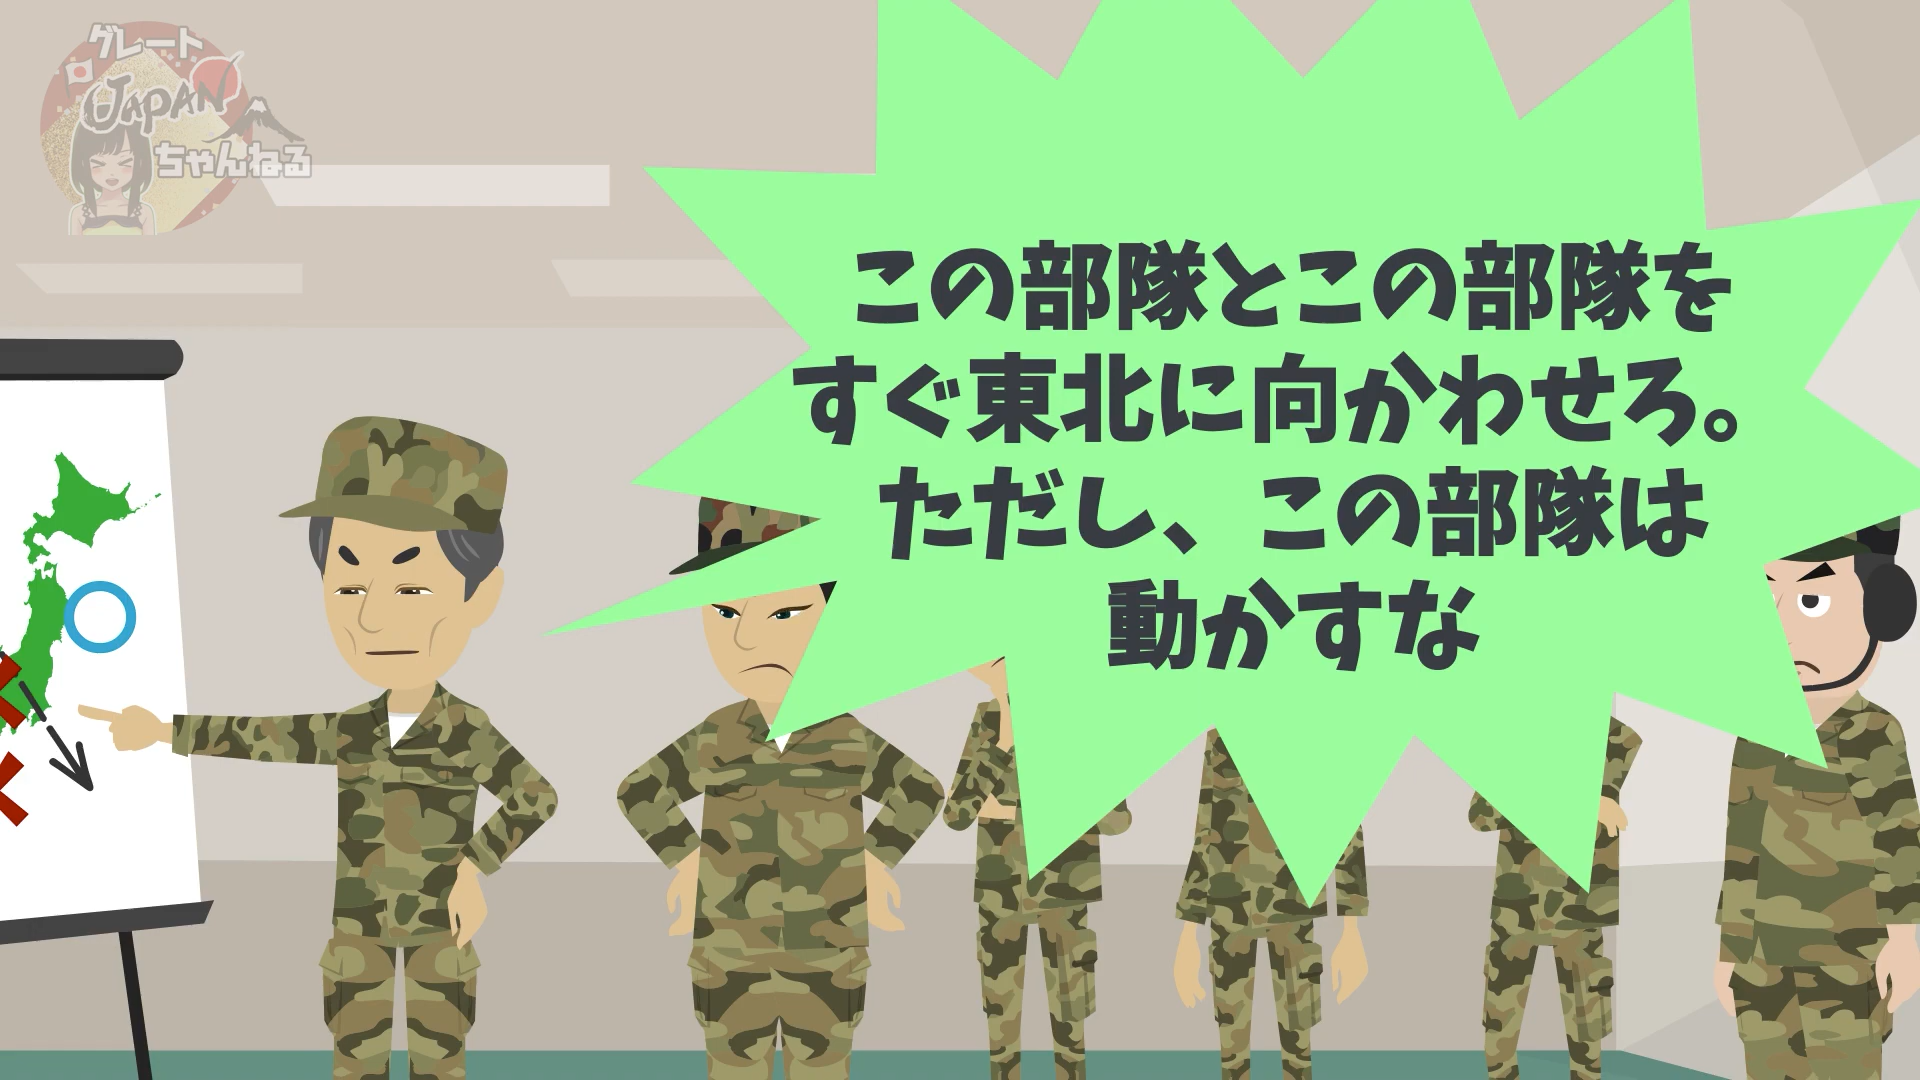 グレート
JAPAN
ちゃんねる
この部隊とこの部隊を
すぐ東北に向かわせろ。
ただし、この部隊は
動かすな